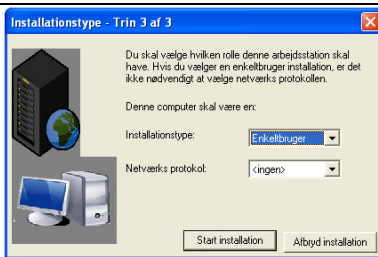 Installationstype - Trin 3 af 3
Du skal vælge hvilken rolle denne arbejdsstation skal
have. Hvis du vælger en enkeltbruger installation, er det
ikke nødvendigt at vælge netværks protokollen.
Denne computer skal være en:
Installationstype: Enkeltbruger
Netværks protokol: <ingen>
Start installation Afbryd installation